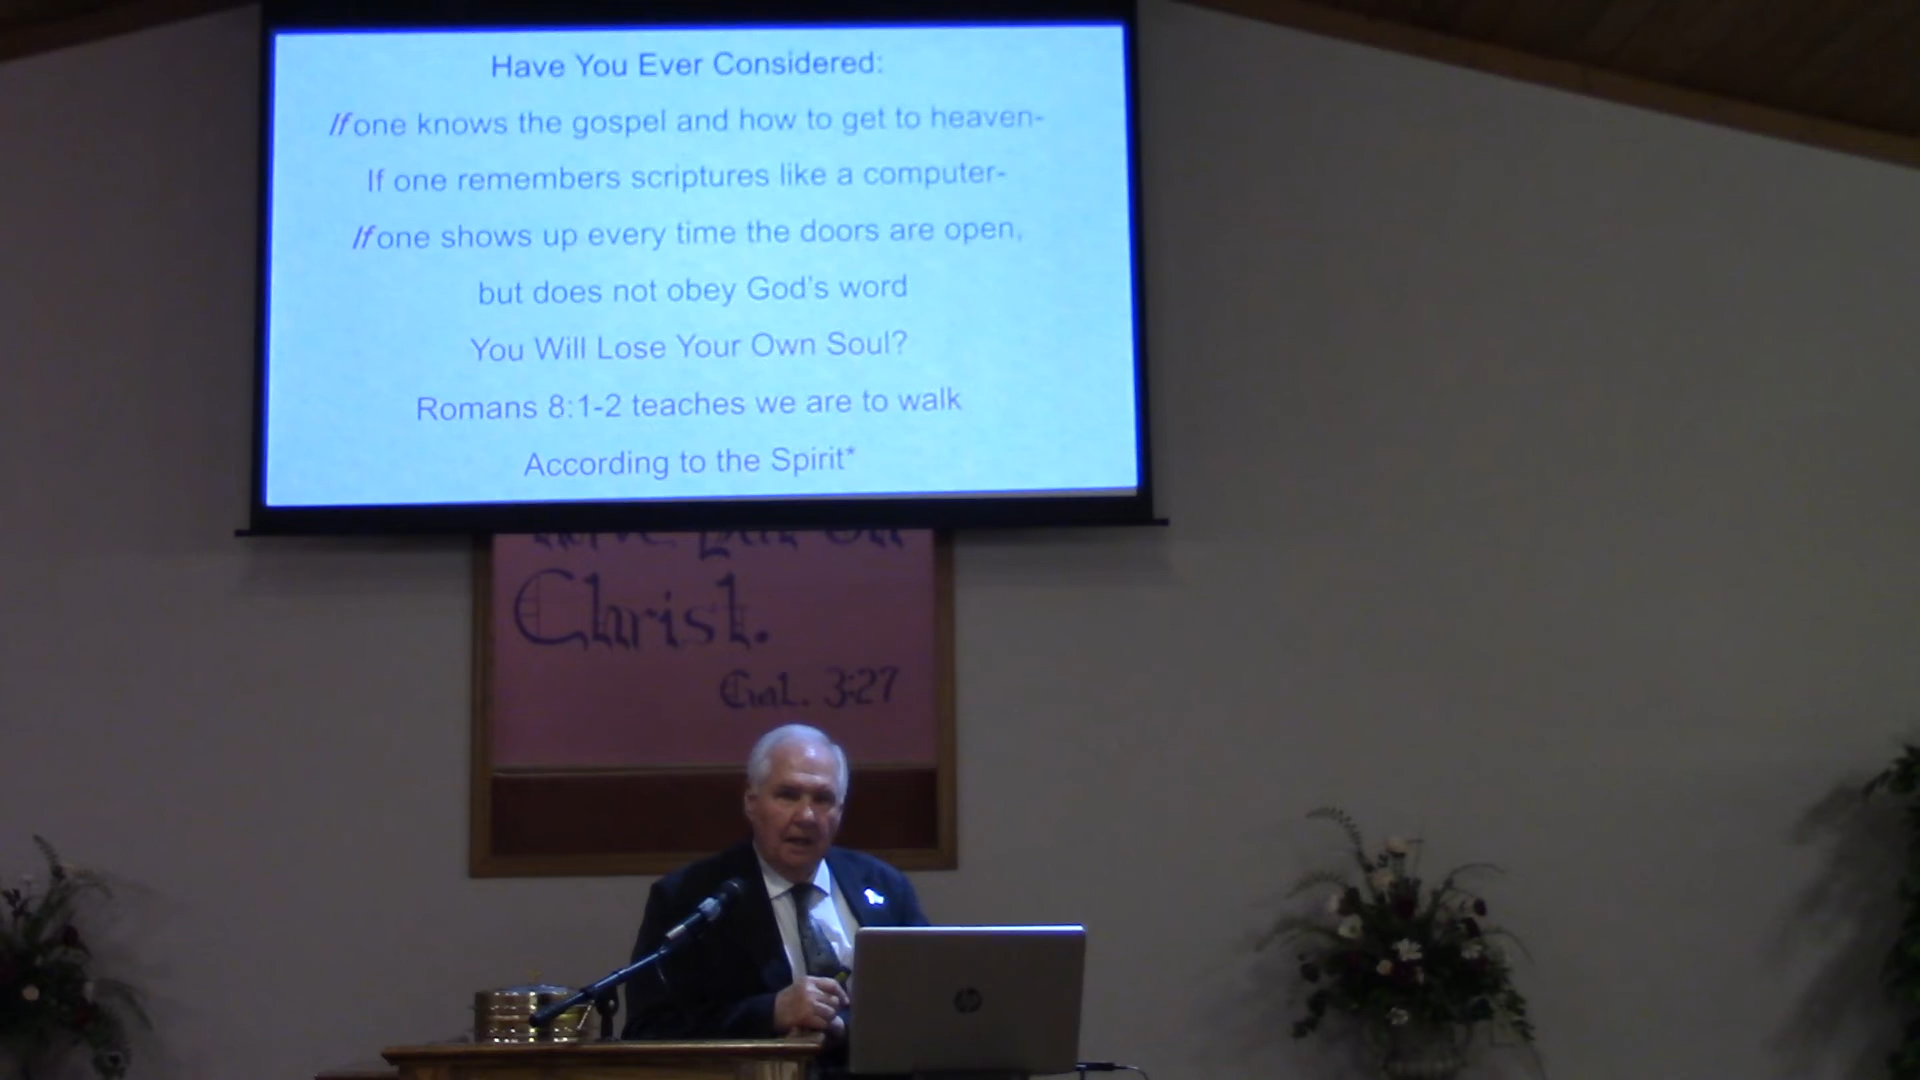 Have You Ever Considered:
If one knows the gospel and how to get to heaven-
If one remembers scriptures like a computer-
If one shows up every time the doors are open,
but does not obey God's word
You Will Lose Your Own Soul?
Romans 8:1-2 teaches we are to walk
According to the Spirit*
Christ.
Gal. 3:27
hp